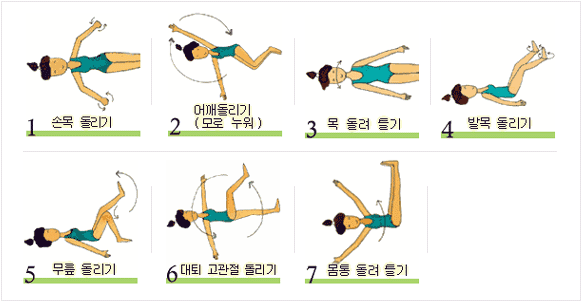 1 손목 돌리기
2 어깨돌리기
(모로 누워)
3 목 돌려 틀기
4 발목 돌리기
5 무릎 돌리기
6 대퇴 고관절 돌리기
7 몸통 돌려 틀기